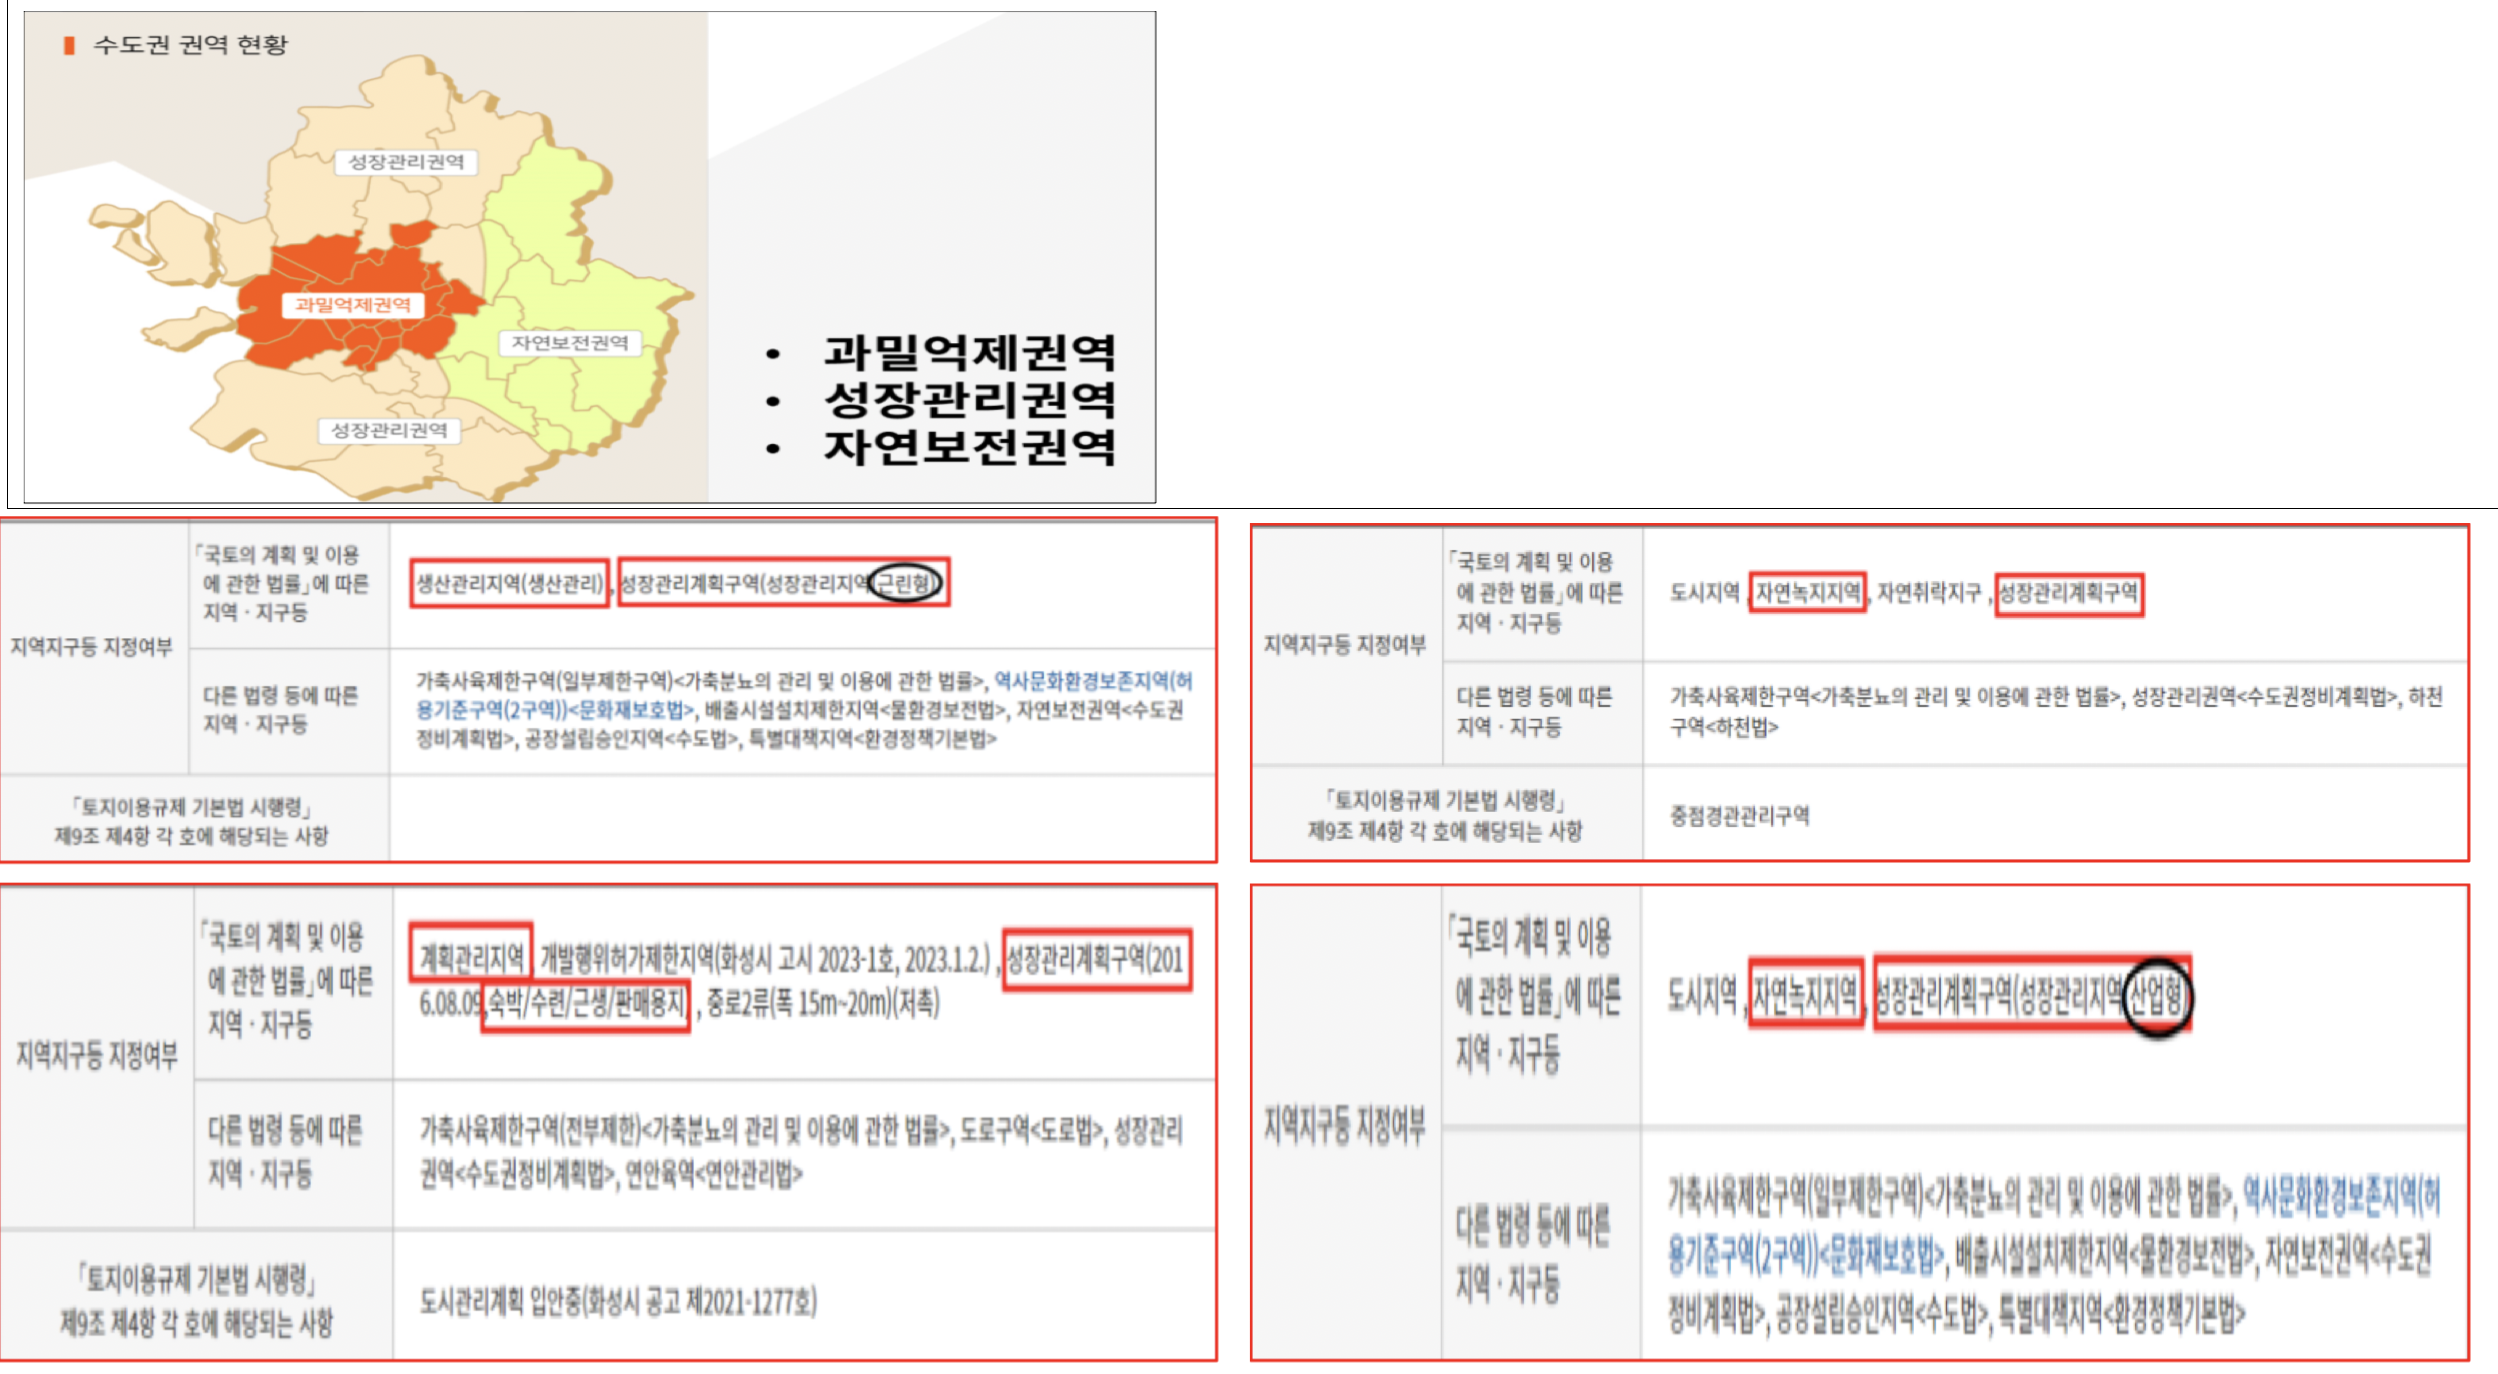 수도권 권역 현황
성장관리권역
과밀억제권역
자연보전권역
성장관리권역
• 과밀억제권역
• 성장관리권역
• 자연보전권역
지역지구등 지정여부
「국토의 계획 및 이용
에 관한 법률」에 따른
지역ㆍ지구등
생산관리지역(생산관리), 성장관리계획구역(성장관리지역(근린형))
다른 법령 등에 따른
지역ㆍ지구등
가축사육제한구역(일부제한구역)<가축분뇨의 관리 및 이용에 관한 법률>, 역사문화환경보존지역(허
용기준구역(2구역))<문화재보호법>, 배출시설설치제한지역<물환경보전법>, 자연보전권역<수도권
정비계획법>, 공장설립승인지역<수도법>, 특별대책지역<환경정책기본법>
「토지이용규제 기본법 시행령」
제9조 제4항 각 호에 해당되는 사항
지역지구등 지정여부
「국토의 계획 및 이용
에 관한 법률」에 따른
지역ㆍ지구등
도시지역, 자연녹지지역, 자연취락지구, 성장관리계획구역
다른 법령 등에 따른
지역ㆍ지구등
가축사육제한구역<가축분뇨의 관리 및 이용에 관한 법률>, 성장관리권역<수도권정비계획법>, 하천
구역<하천법>
「토지이용규제 기본법 시행령」
제9조 제4항 각 호에 해당되는 사항
중점경관관리구역
지역지구등 지정여부
「국토의 계획 및 이용
에 관한 법률」에 따른
지역ㆍ지구등
계획관리지역, 개발행위허가제한지역(화성시 고시 2023-1호, 2023.1.2.), 성장관리계획구역(201
6.08.09,숙박/수련/근생/판매용지), 중로2류(폭 15m~20m)(저촉)
다른 법령 등에 따른
지역ㆍ지구등
가축사육제한구역(전부제한)<가축분뇨의 관리 및 이용에 관한 법률>, 도로구역<도로법>, 성장관리
권역<수도권정비계획법>, 연안육역<연안관리법>
「토지이용규제 기본법 시행령」
제9조 제4항 각 호에 해당되는 사항
도시관리계획 입안중(화성시 공고 제2021-1277호)
지역지구등 지정여부
「국토의 계획 및 이용
에 관한 법률」에 따른
지역ㆍ지구등
도시지역, 자연녹지지역, 성장관리계획구역(성장관리지역(산업형))
다른 법령 등에 따른
지역ㆍ지구등
가축사육제한구역(일부제한구역)<가축분뇨의 관리 및 이용에 관한 법률>, 역사문화환경보존지역(허
용기준구역(2구역))<문화재보호법>, 배출시설설치제한지역<물환경보전법>, 자연보전권역<수도권
정비계획법>, 공장설립승인지역<수도법>, 특별대책지역<환경정책기본법>